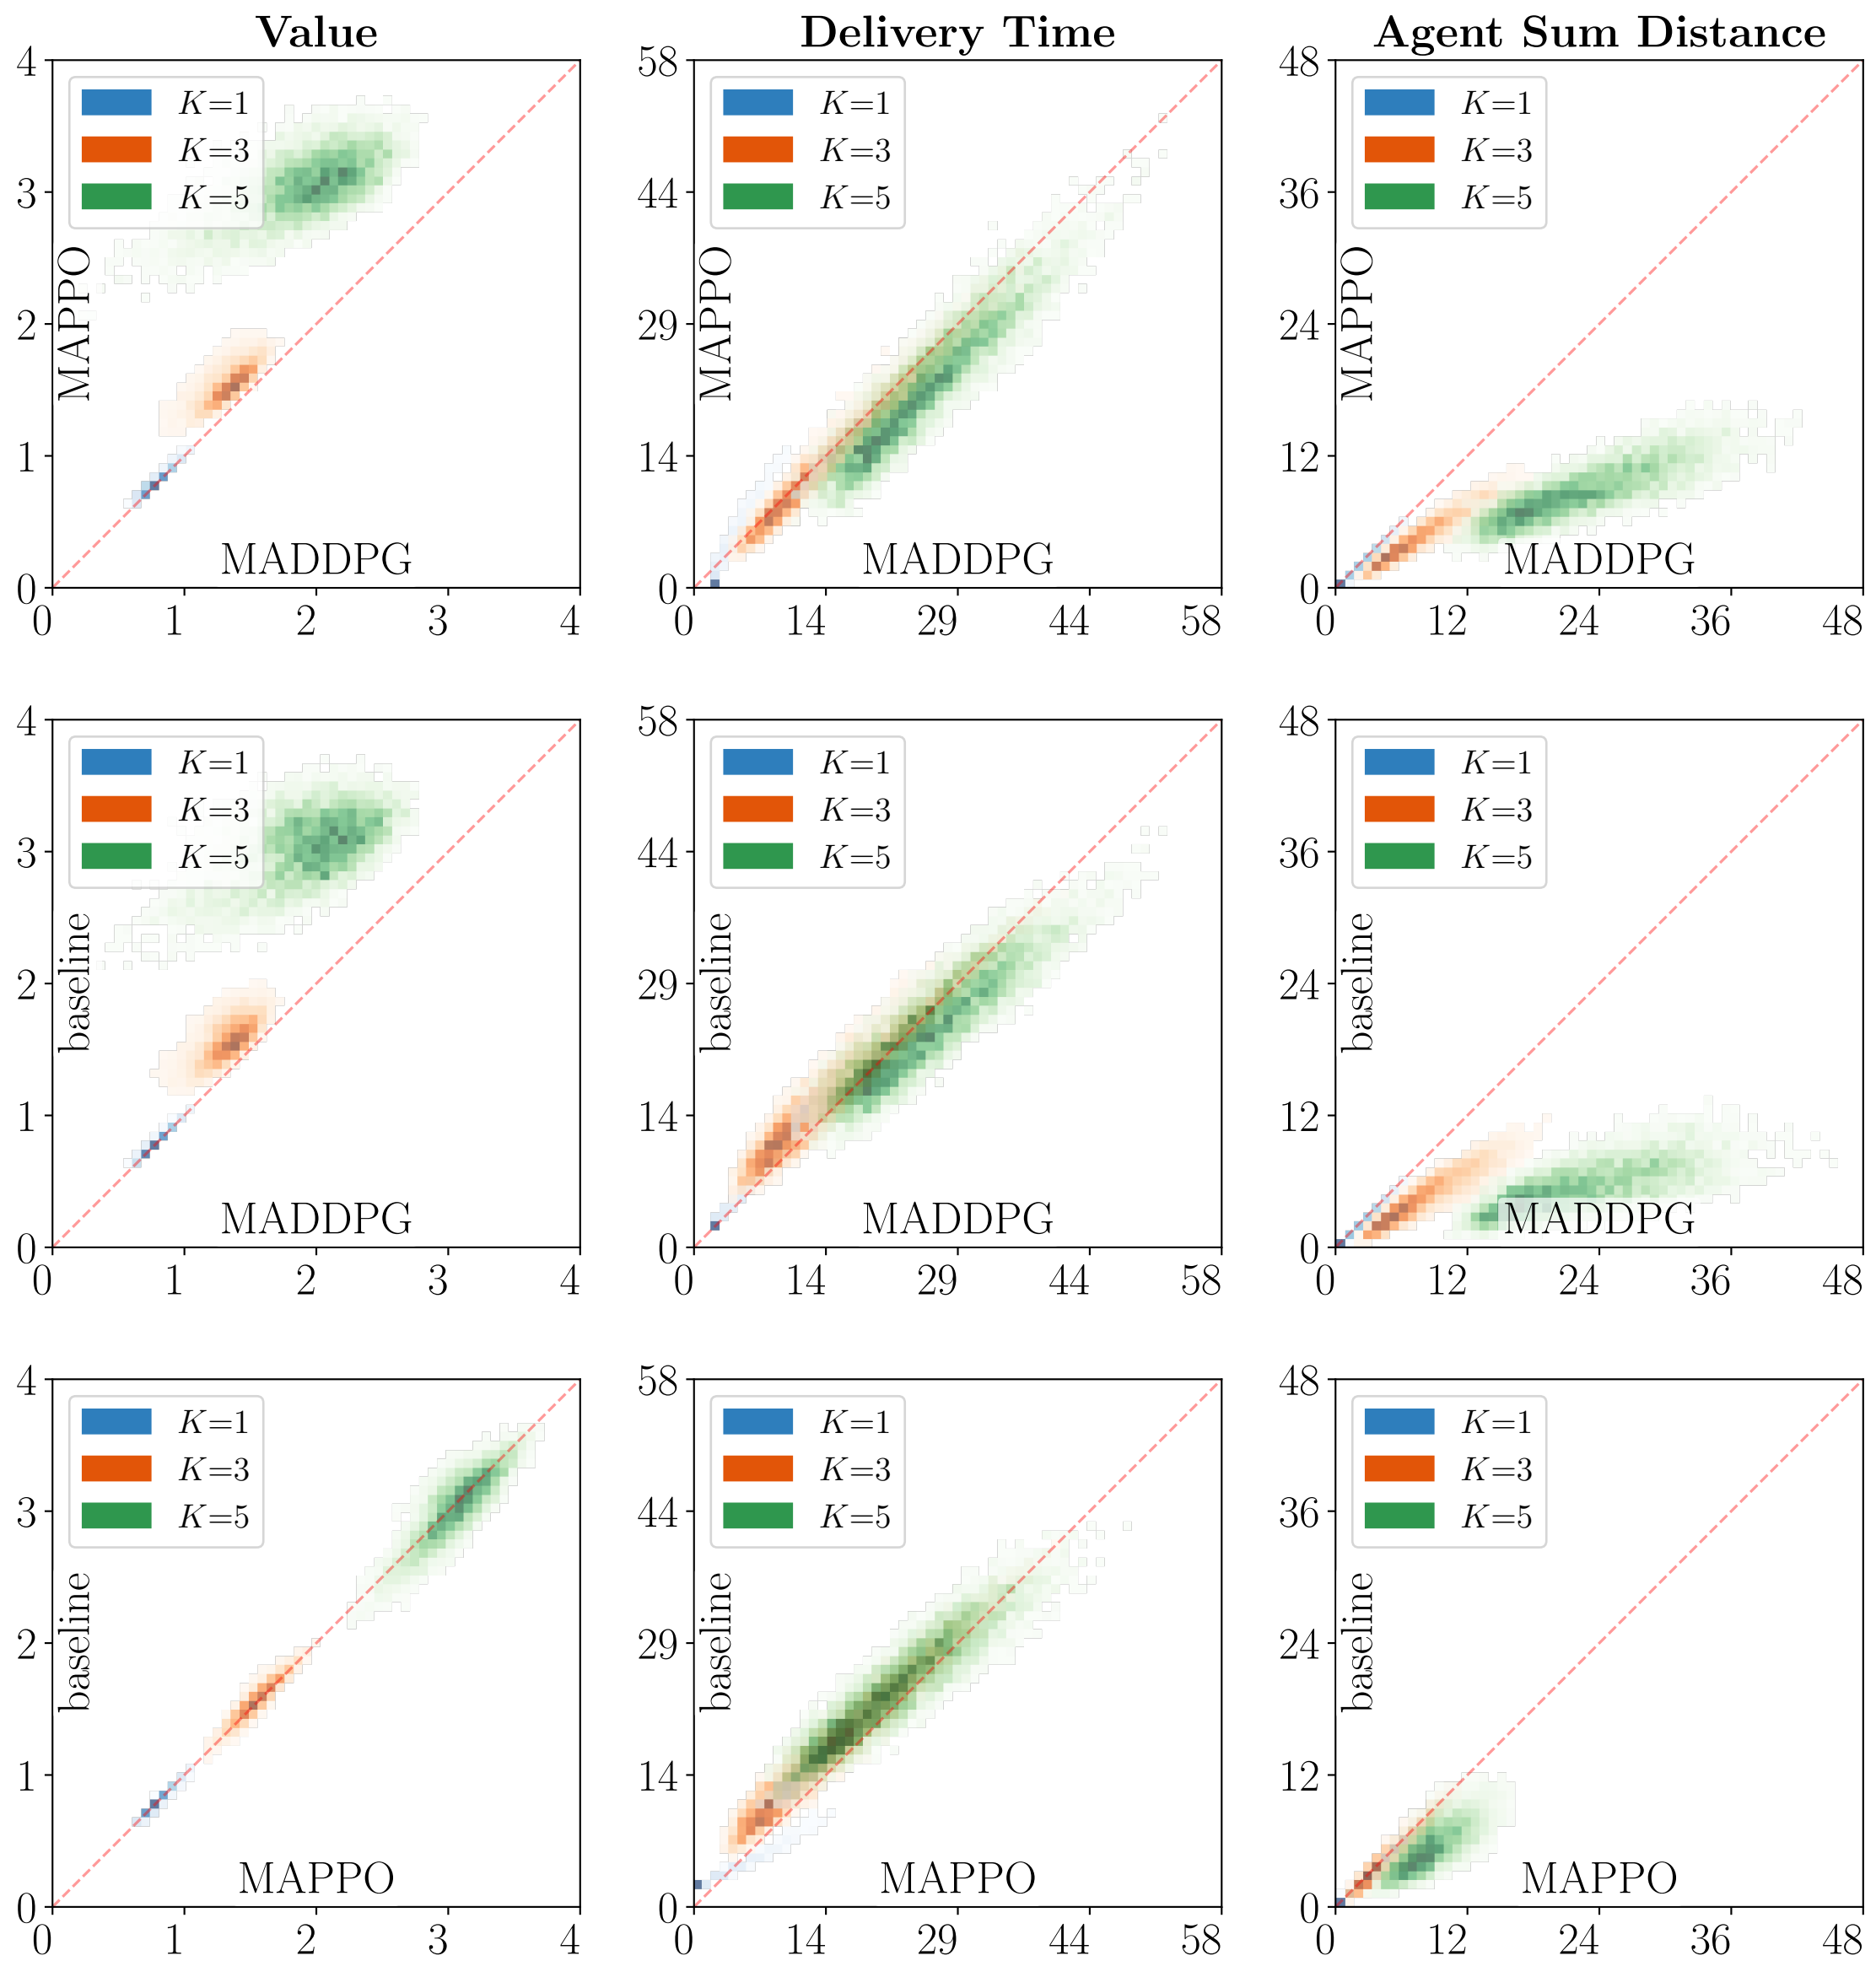 Value
Delivery Time
Agent Sum Distance
4
3
2
1
0
MAPPO
K=1
K=3
K=5
MADDPG
0 1 2 3 4
58
44
29
14
0
MAPPO
K=1
K=3
K=5
MADDPG
0 14 29 44 58
48
36
24
12
0
MAPPO
K=1
K=3
K=5
MADDPG
0 12 24 36 48
4
3
2
1
0
baseline
K=1
K=3
K=5
MADDPG
0 1 2 3 4
58
44
29
14
0
baseline
K=1
K=3
K=5
MADDPG
0 14 29 44 58
48
36
24
12
0
baseline
K=1
K=3
K=5
MADDPG
0 12 24 36 48
4
3
2
1
0
baseline
K=1
K=3
K=5
MAPPO
0 1 2 3 4
58
44
29
14
0
baseline
K=1
K=3
K=5
MAPPO
0 14 29 44 58
48
36
24
12
0
baseline
K=1
K=3
K=5
MAPPO
0 12 24 36 48